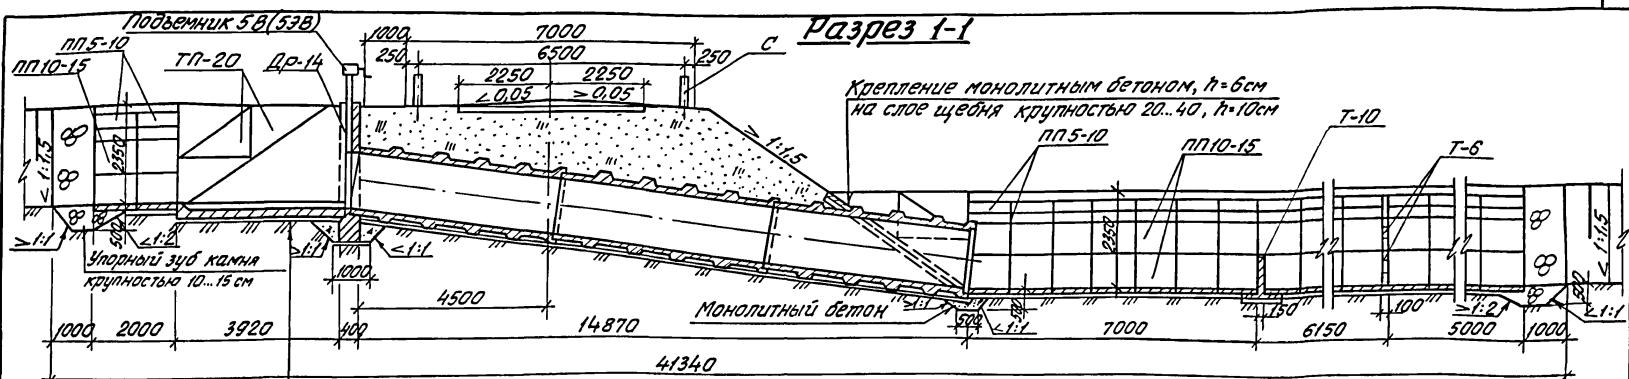 Разрез 1-1
Подъемник 5В(5ЭВ)
ПП5-10
ПП10-15
ТП-20
Др-14
1000
7000
250
6500
250
С
2250
2250
<0,05
>0,05
Крепление монолитным бетоном, h=6см
на слое щебня крупностью 20...40, h=10см
>1:1,5
ПП5-10
ПП10-15
Т-10
Т-6
<1:1,5
2350
2350
<1:1,5
>1:1
500
<1:2
Упорный зуб камня
крупностью 10...15 см
>1:1
<1:1
1000
4500
Монолитный бетон
>1:1
500
<1:1
500
150
100
>1:2
500
<1:1
1000
2000
3920
400
14870
7000
6150
5000
1000
41340